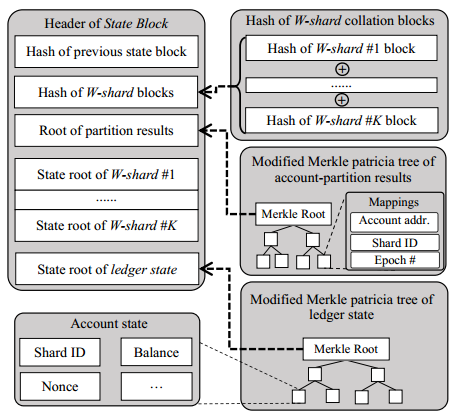 Header of State Block
Hash of previous state block
Hash of W-shard blocks
Root of partition results
State root of W-shard #1
......
State root of W-shard #K
State root of ledger state
Hash of W-shard collation blocks
Hash of W-shard #1 block
......
Hash of W-shard #K block
Modified Merkle patricia tree of
account-partition results
Merkle Root
Mappings
Account addr.
Shard ID
Epoch #
Modified Merkle patricia tree of
ledger state
Merkle Root
Account state
Shard ID
Balance
Nonce
...